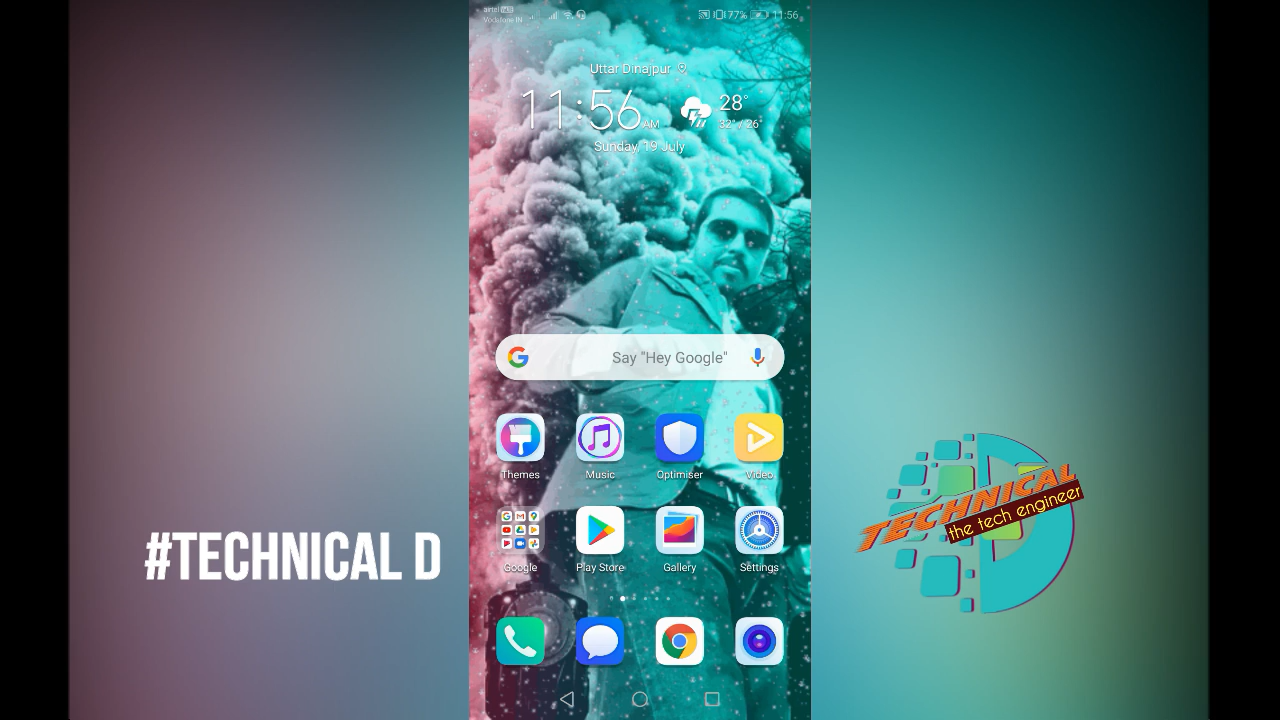 airtel
Vodafone IN
77%
11:56
Uttar Dinajpur
11:56 AM
28°
32° / 26°
Sunday, 19 July
Say "Hey Google"
Themes
Music
Optimiser
Video
Google
Play Store
Gallery
Settings
#TECHNICAL D
TECHNICAL
the tech engineer
D